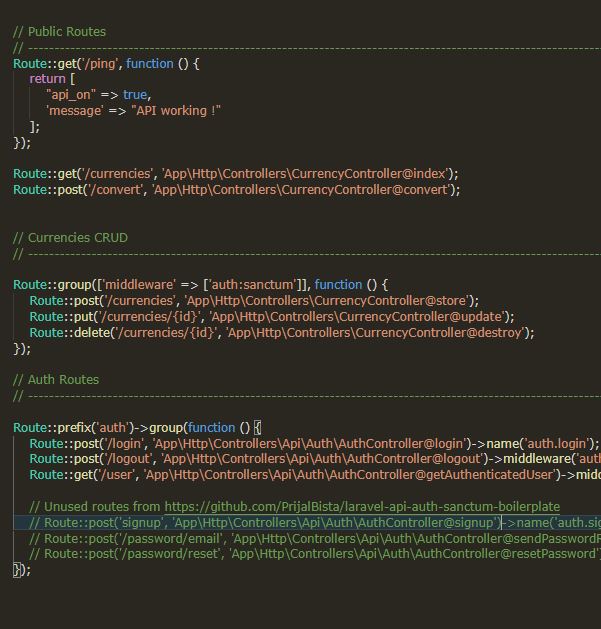 // Public Routes
// --------------------------------------------------------------------------------------------------------
Route::get('/ping', function () {
return [
"api_on" => true,
'message' => "API working !"
];
});
Route::get('/currencies', 'App\Http\Controllers\CurrencyController@index');
Route::post('/convert', 'App\Http\Controllers\CurrencyController@convert');
// Currencies CRUD
// --------------------------------------------------------------------------------------------------------
Route::group(['middleware' => ['auth:sanctum']], function () {
Route::post('/currencies', 'App\Http\Controllers\CurrencyController@store');
Route::put('/currencies/{id}', 'App\Http\Controllers\CurrencyController@update');
Route::delete('/currencies/{id}', 'App\Http\Controllers\CurrencyController@destroy');
});
// Auth Routes
// --------------------------------------------------------------------------------------------------------
Route::prefix('auth')->group(function () {
Route::post('/login', 'App\Http\Controllers\Api\Auth\AuthController@login')->name('auth.login');
Route::post('/logout', 'App\Http\Controllers\Api\Auth\AuthController@logout')->middleware('aut
Route::get('/user', 'App\Http\Controllers\Api\Auth\AuthController@getAuthenticatedUser')->midd
// Unused routes from https://github.com/PrijalBista/laravel-api-auth-sanctum-boilerplate
// Route::post('signup', 'App\Http\Controllers\Api\Auth\AuthController@signup')->name('auth.sig
// Route::post('/password/email', 'App\Http\Controllers\Api\Auth\AuthController@sendPasswordR
// Route::post('/password/reset', 'App\Http\Controllers\Api\Auth\AuthController@resetPassword')
});